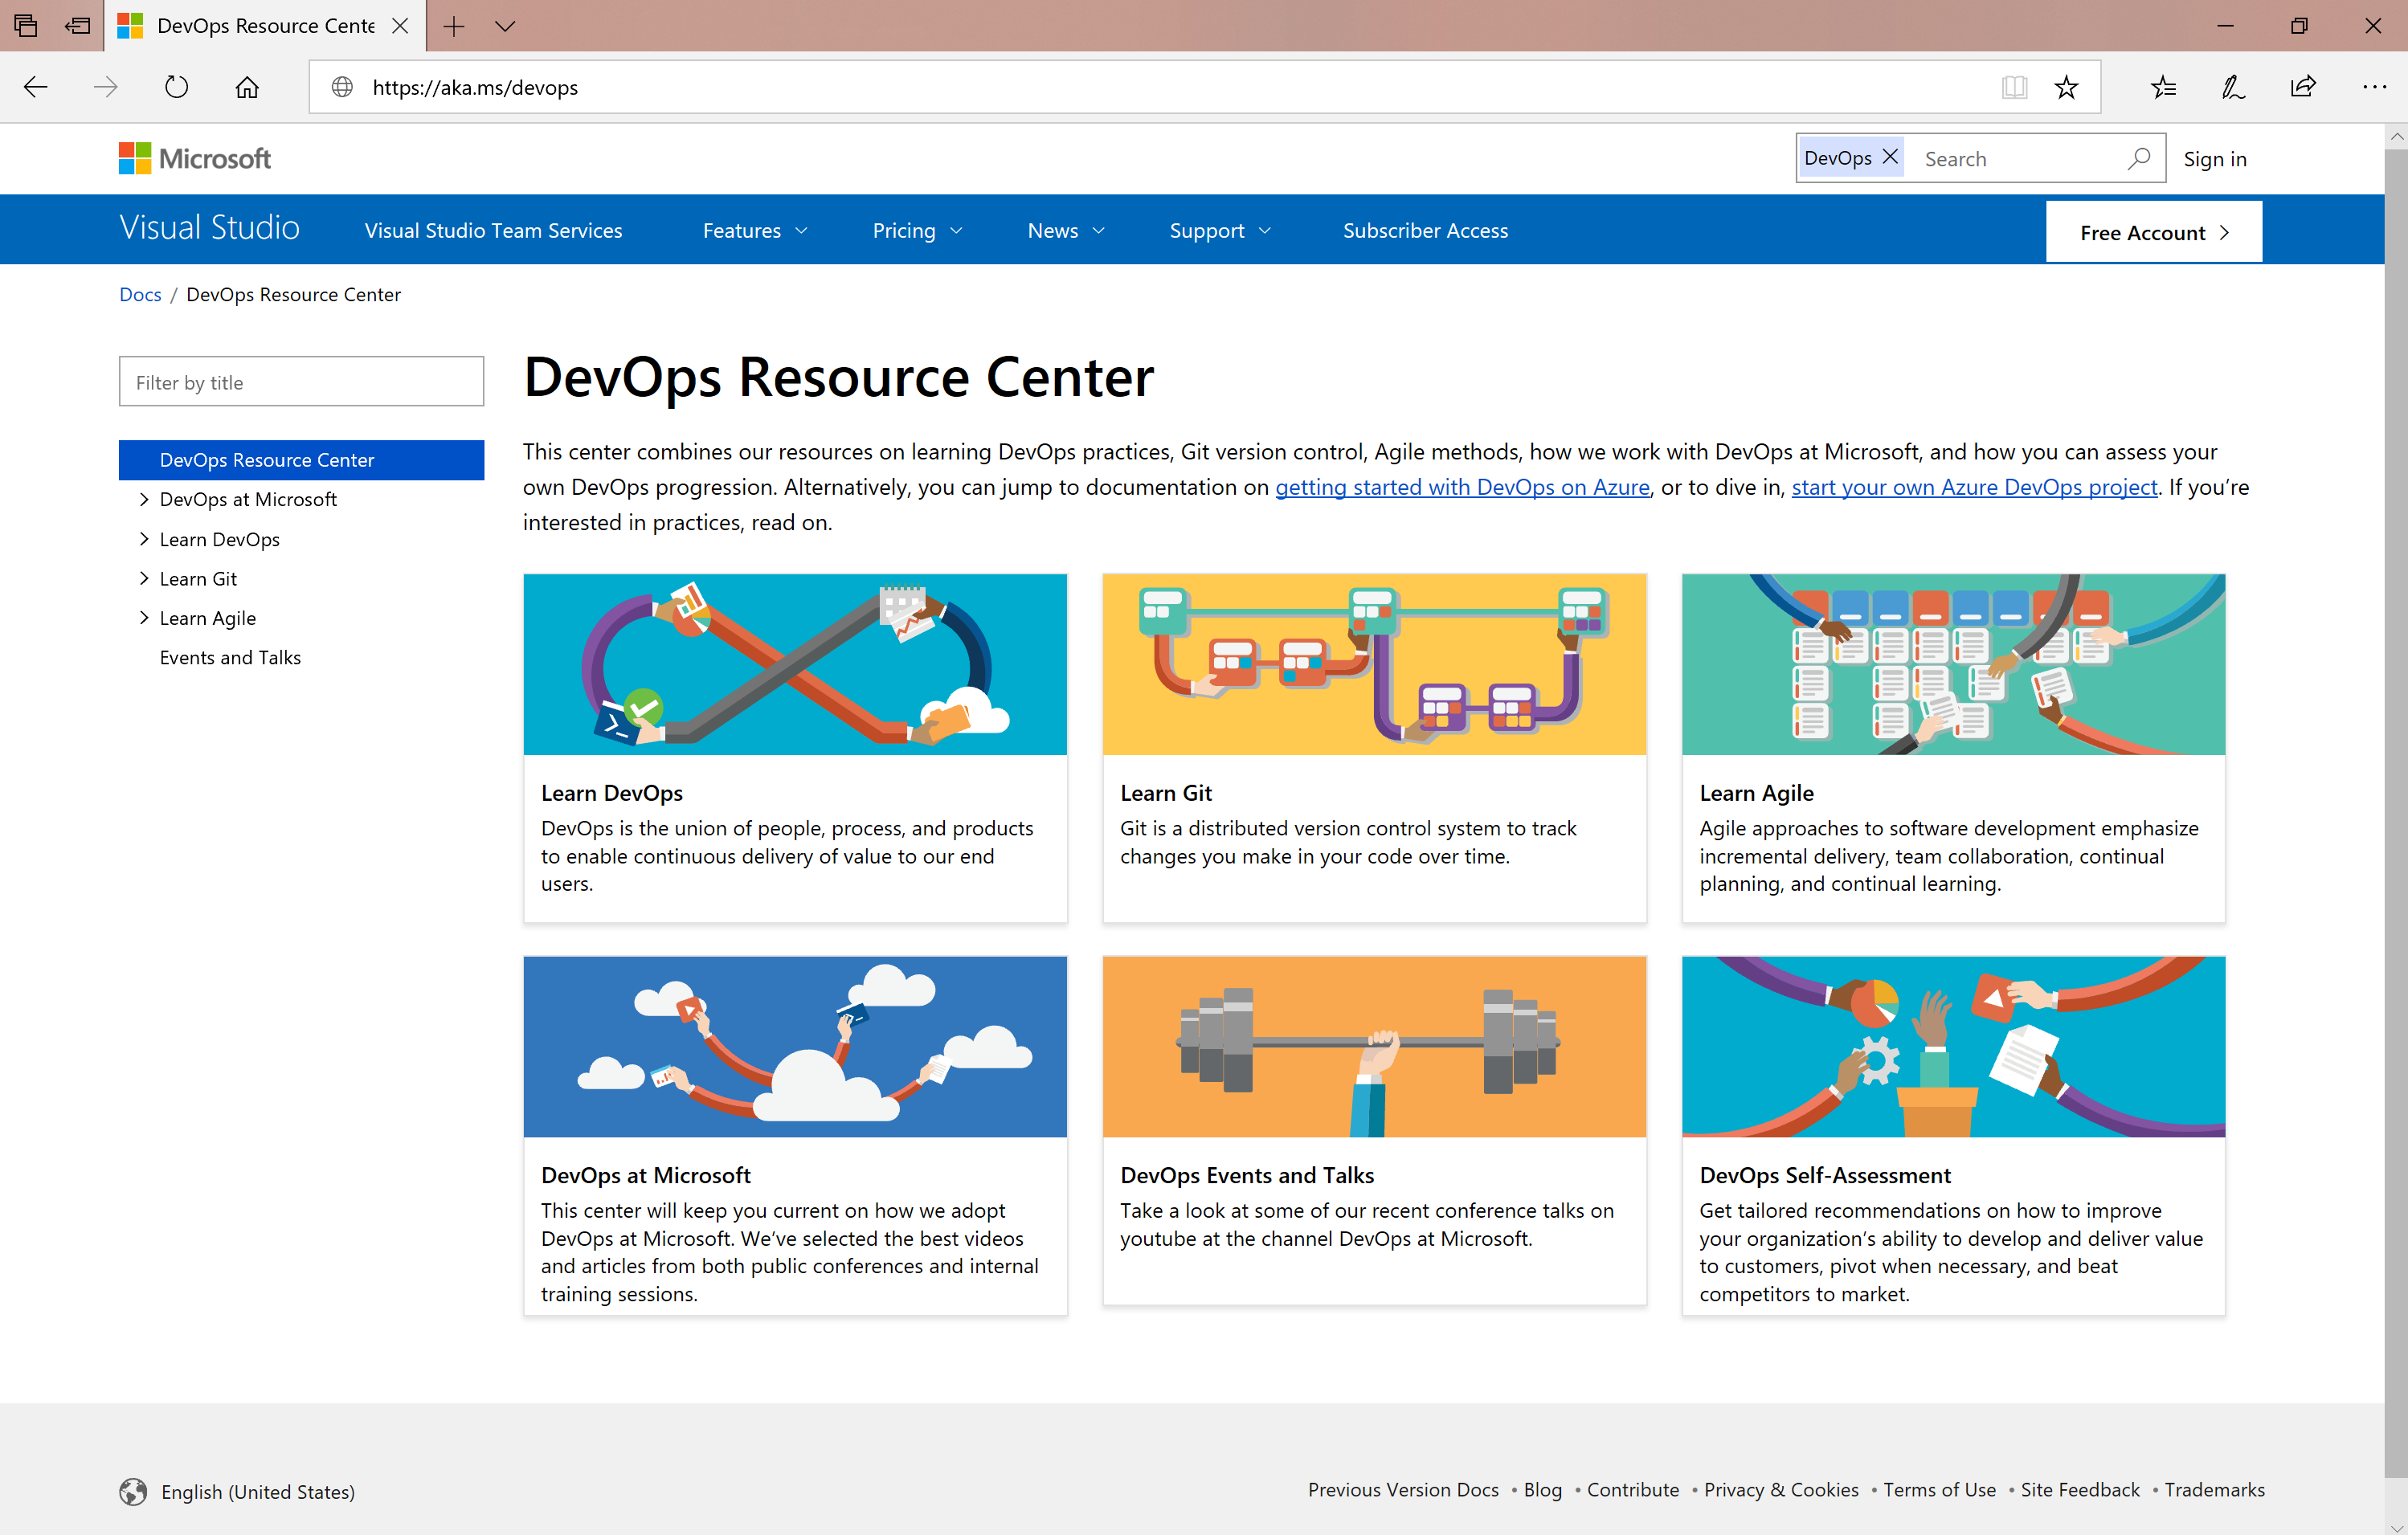 DevOps Resource Cente
https://aka.ms/devops
Microsoft
DevOps
Search
Sign in
Visual Studio
Visual Studio Team Services
Features
Pricing
News
Support
Subscriber Access
Free Account
Docs / DevOps Resource Center
Filter by title
DevOps Resource Center
DevOps at Microsoft
Learn DevOps
Learn Git
Learn Agile
Events and Talks
DevOps Resource Center
This center combines our resources on learning DevOps practices, Git version control, Agile methods, how we work with DevOps at Microsoft, and how you can assess your
own DevOps progression. Alternatively, you can jump to documentation on getting started with DevOps on Azure, or to dive in, start your own Azure DevOps project. If you’re
interested in practices, read on.
Learn DevOps
DevOps is the union of people, process, and products
to enable continuous delivery of value to our end
users.
Learn Git
Git is a distributed version control system to track
changes you make in your code over time.
Learn Agile
Agile approaches to software development emphasize
incremental delivery, team collaboration, continual
planning, and continual learning.
DevOps at Microsoft
This center will keep you current on how we adopt
DevOps at Microsoft. We’ve selected the best videos
and articles from both public conferences and internal
training sessions.
DevOps Events and Talks
Take a look at some of our recent conference talks on
youtube at the channel DevOps at Microsoft.
DevOps Self-Assessment
Get tailored recommendations on how to improve
your organization’s ability to develop and deliver value
to customers, pivot when necessary, and beat
competitors to market.
English (United States)
Previous Version Docs • Blog • Contribute • Privacy & Cookies • Terms of Use • Site Feedback • Trademarks